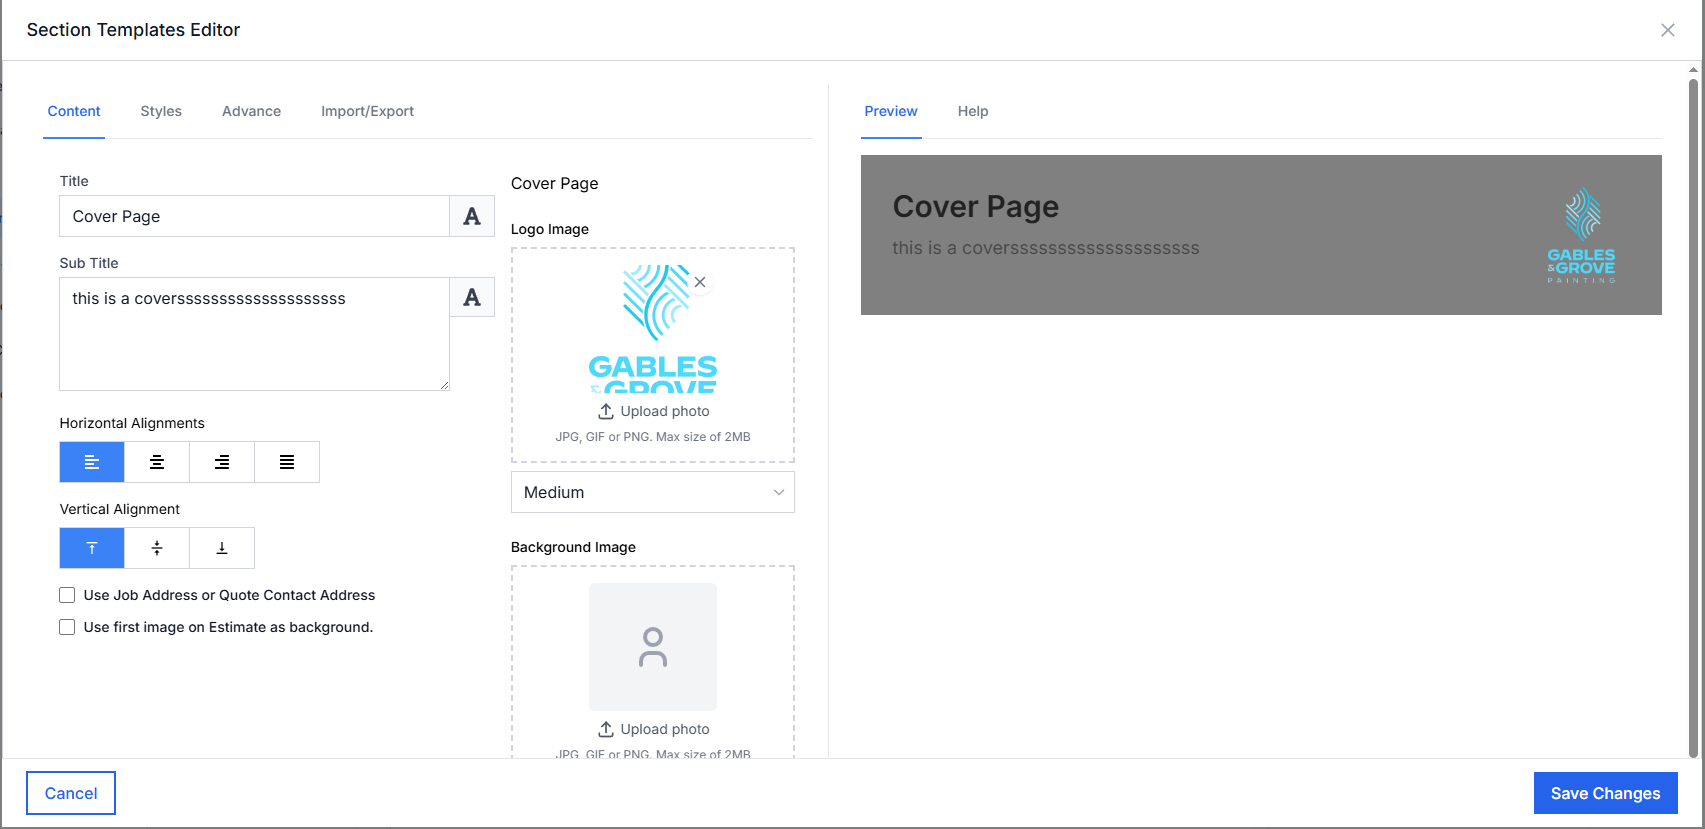 Section Templates Editor
Content Styles Advance Import/Export
Title
Cover Page
A
Sub Title
this is a coverssssssssssssssssssss
A
Horizontal Alignments
Vertical Alignment
Use Job Address or Quote Contact Address
Use first image on Estimate as background.
Cover Page
Logo Image
GABLES
&GROVE
Upload photo
JPG, GIF or PNG. Max size of 2MB
Medium
Background Image
Upload photo
JPG, GIF or PNG. Max size of 2MB
Preview Help
Cover Page
this is a coverssssssssssssssssssss
GABLES
&GROVE
PAINTING
Cancel
Save Changes